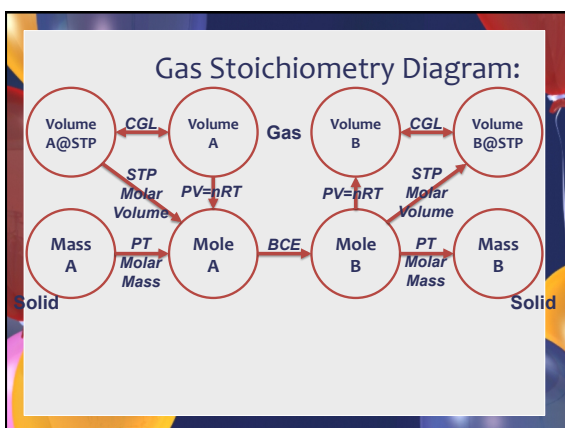 Gas Stoichiometry Diagram:
Volume
A@STP
CGL
Volume
A
Gas
Volume
B
CGL
Volume
B@STP
STP
Molar
Volume
PV=nRT
PV=nRT
STP
Molar
Volume
Mass
A
PT
Molar
Mass
Mole
A
BCE
Mole
B
PT
Molar
Mass
Mass
B
Solid
Solid